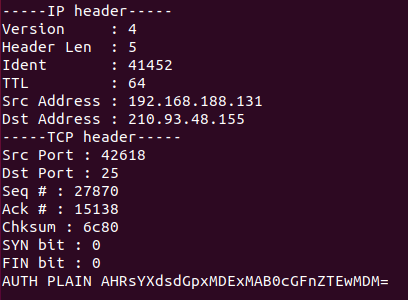 -----IP header-----
Version     : 4
Header Len  : 5
Ident       : 41452
TTL         : 64
Src Address : 192.168.188.131
Dst Address : 210.93.48.155
-----TCP header-----
Src Port : 42618
Dst Port : 25
Seq # : 27870
Ack # : 15138
Chksum : 6c80
SYN bit : 0
FIN bit : 0
AUTH PLAIN AHRsYXdsdGpxMDExMAB0cGFnZTEwMDM=